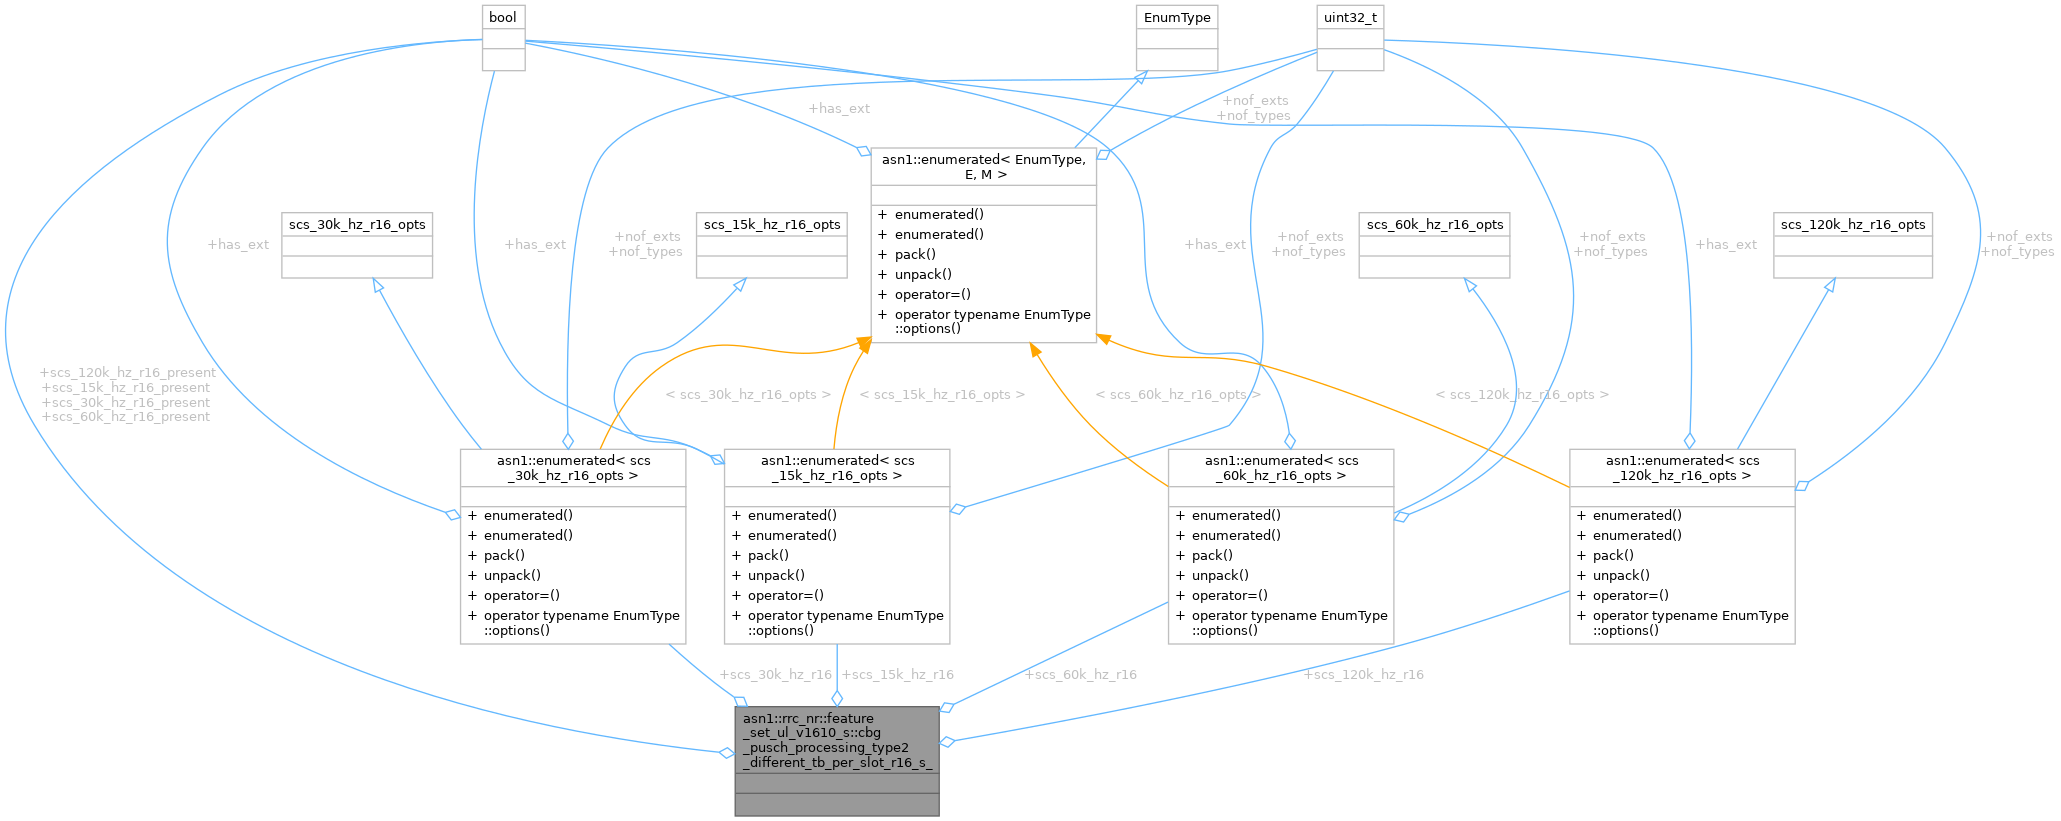 bool
EnumType
uint32_t
+has_ext
+nof_exts
+nof_types
asn1::enumerated< EnumType,
E, M >
+ enumerated()
+ enumerated()
+ pack()
+ unpack()
+ operator=()
+ operator typename EnumType
::options()
scs_30k_hz_r16_opts
scs_15k_hz_r16_opts
scs_60k_hz_r16_opts
scs_120k_hz_r16_opts
+has_ext
+has_ext
+nof_exts
+nof_types
+has_ext
+nof_exts
+nof_types
+nof_exts
+nof_types
+has_ext
+nof_exts
+nof_types
+scs_120k_hz_r16_present
+scs_15k_hz_r16_present
+scs_30k_hz_r16_present
+scs_60k_hz_r16_present
< scs_30k_hz_r16_opts >
< scs_15k_hz_r16_opts >
< scs_60k_hz_r16_opts >
< scs_120k_hz_r16_opts >
asn1::enumerated< scs
_30k_hz_r16_opts >
+ enumerated()
+ enumerated()
+ pack()
+ unpack()
+ operator=()
+ operator typename EnumType
::options()
asn1::enumerated< scs
_15k_hz_r16_opts >
+ enumerated()
+ enumerated()
+ pack()
+ unpack()
+ operator=()
+ operator typename EnumType
::options()
asn1::enumerated< scs
_60k_hz_r16_opts >
+ enumerated()
+ enumerated()
+ pack()
+ unpack()
+ operator=()
+ operator typename EnumType
::options()
asn1::enumerated< scs
_120k_hz_r16_opts >
+ enumerated()
+ enumerated()
+ pack()
+ unpack()
+ operator=()
+ operator typename EnumType
::options()
+scs_30k_hz_r16
+scs_15k_hz_r16
+scs_60k_hz_r16
+scs_120k_hz_r16
asn1::rrc_nr::feature
_set_ul_v1610_s::cbg
_pusch_processing_type2
_different_tb_per_slot_r16_s_